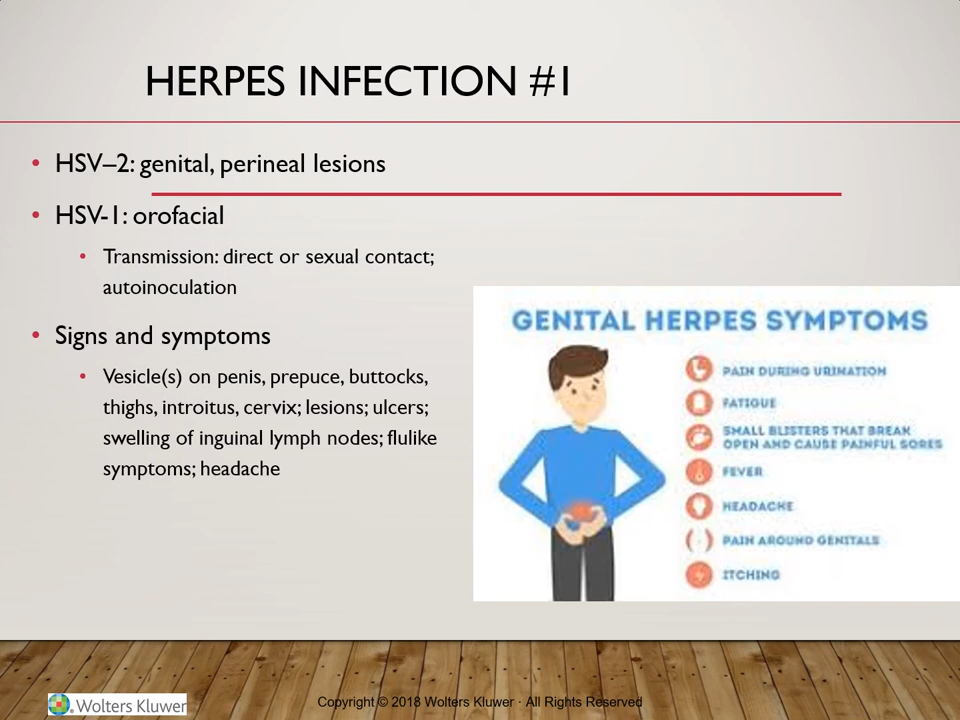 HERPES INFECTION #1
• HSV–2: genital, perineal lesions
• HSV-1: orofacial
• Transmission: direct or sexual contact;
autoinoculation
• Signs and symptoms
• Vesicle(s) on penis, prepuce, buttocks,
thighs, introitus, cervix; lesions; ulcers;
swelling of inguinal lymph nodes; flulike
symptoms; headache
GENITAL HERPES SYMPTOMS
PAIN DURING URINATION
FATIGUE
SMALL BLISTERS THAT BREAK
OPEN AND CAUSE PAINFUL SORES
FEVER
HEADACHE
PAIN AROUND GENITALS
ITCHING
Wolters Kluwer
Copyright © 2018 Wolters Kluwer · All Rights Reserved